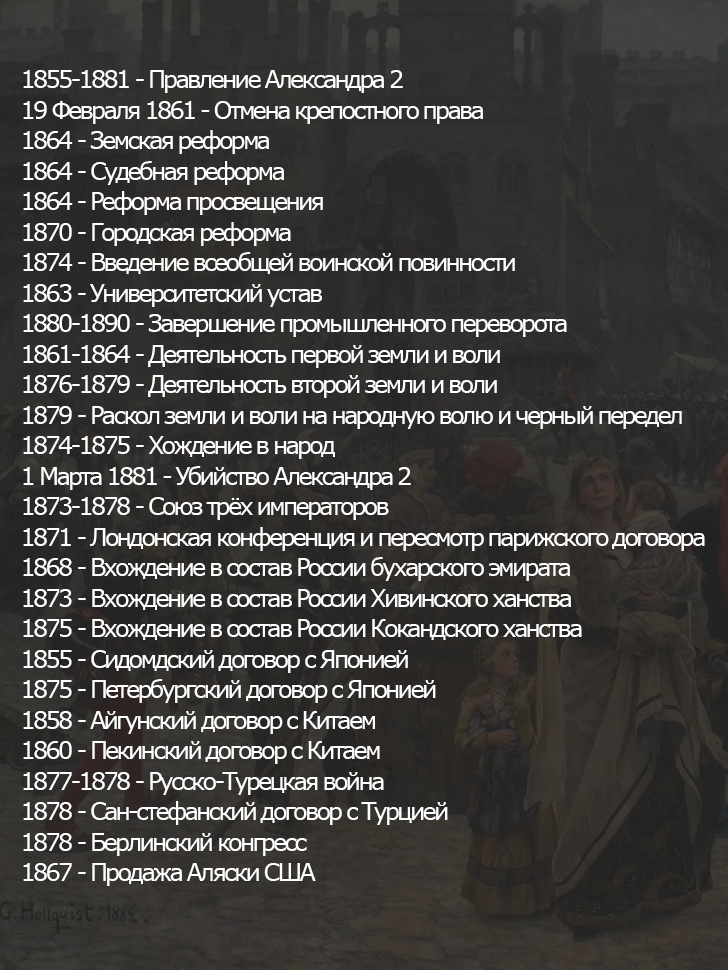 1855-1881 - Правление Александра 2
19 Февраля 1861 - Отмена крепостного права
1864 - Земская реформа
1864 - Судебная реформа
1864 - Реформа просвещения
1870 - Городская реформа
1874 - Введение всеобщей воинской повинности
1863 - Университетский устав
1880-1890 - Завершение промышленного переворота
1861-1864 - Деятельность первой земли и воли
1876-1879 - Деятельность второй земли и воли
1879 - Раскол земли и воли на народную волю и черный передел
1874-1875 - Хождение в народ
1 Марта 1881 - Убийство Александра 2
1873-1878 - Союз трёх императоров
1871 - Лондонская конференция и пересмотр парижского договора
1868 - Вхождение в состав России бухарского эмирата
1873 - Вхождение в состав России Хивинского ханства
1875 - Вхождение в состав России Кокандского ханства
1855 - Сидомдский договор с Японией
1875 - Петербургский договор с Японией
1858 - Айгунский договор с Китаем
1860 - Пекинский договор с Китаем
1877-1878 - Русско-Турецкая война
1878 - Сан-стефанский договор с Турцией
1878 - Берлинский конгресс
1867 - Продажа Аляски США
G. Hellquist. 1882.